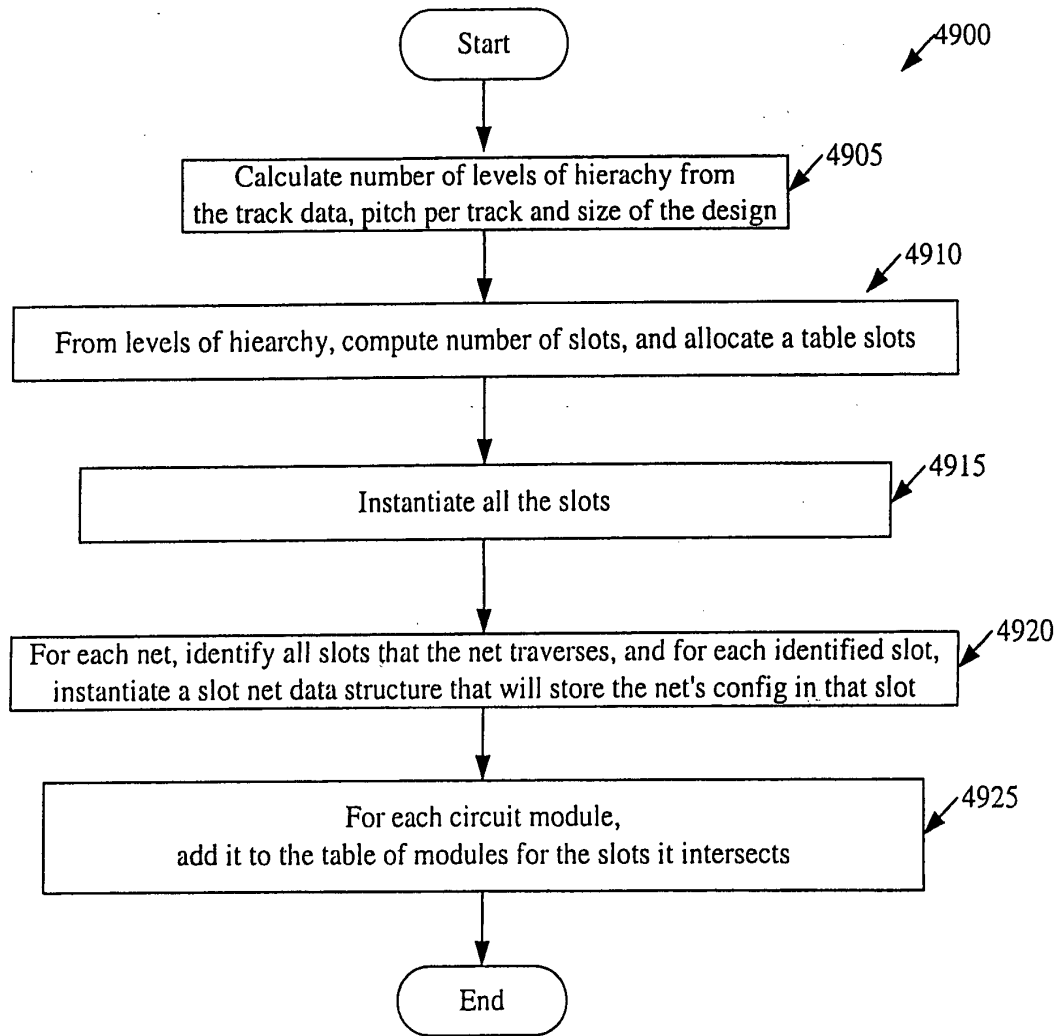 Start
4900
4905
Calculate number of levels of hierachy from
the track data, pitch per track and size of the design
4910
From levels of hiearchy, compute number of slots, and allocate a table slots
4915
Instantiate all the slots
4920
For each net, identify all slots that the net traverses, and for each identified slot,
instantiate a slot net data structure that will store the net's config in that slot
4925
For each circuit module,
add it to the table of modules for the slots it intersects
End